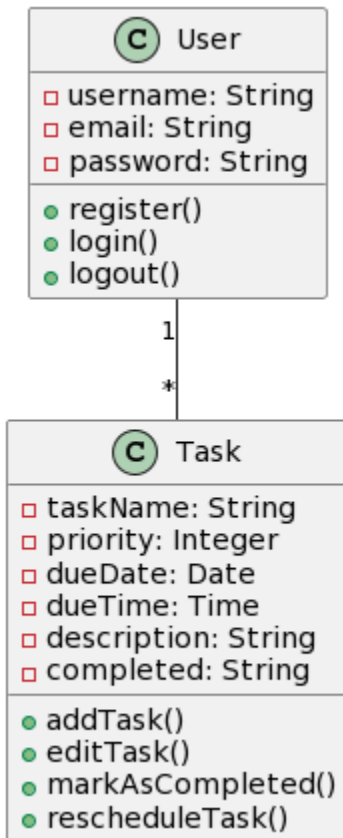 C User
username: String
email: String
password: String
register()
login()
logout()
1
*
C Task
taskName: String
priority: Integer
dueDate: Date
dueTime: Time
description: String
completed: String
addTask()
editTask()
markAsCompleted()
rescheduleTask()